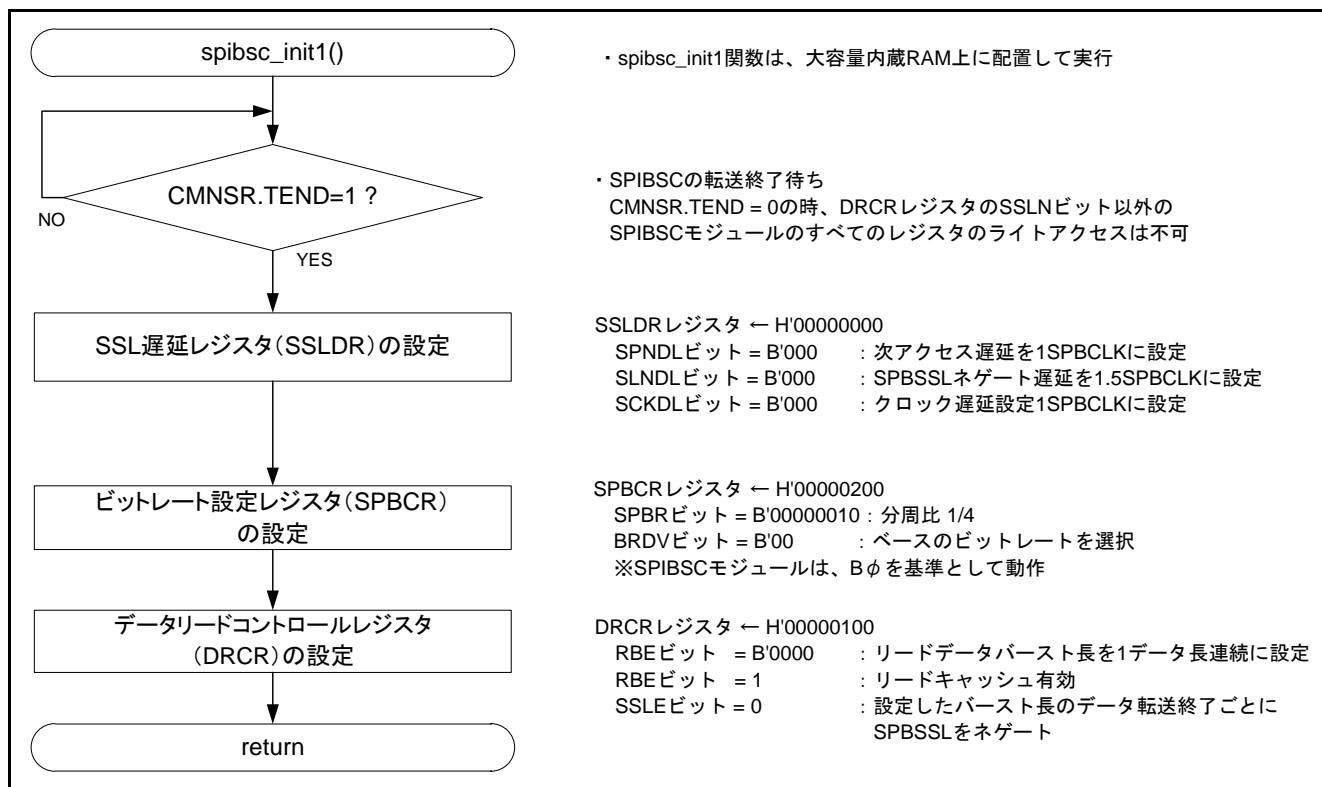 spibsc_init1()
・spibsc_init1関数は、大容量内蔵RAM上に配置して実行
CMNSR.TEND=1 ?
NO
YES
・SPIBSCの転送終了待ち
CMNSR.TEND = 0の時、DRCRレジスタのSSLNビット以外の
SPIBSCモジュールのすべてのレジスタのライトアクセスは不可
SSL遅延レジスタ(SSLDR)の設定
SSLDRレジスタ ← H'00000000
SPNDLビット = B'000 : 次アクセス遅延を1SPBCLKに設定
SLNDLビット = B'000 : SPBSSLネゲート遅延を1.5SPBCLKに設定
SCKDLビット = B'000 : クロック遅延設定1SPBCLKに設定
ビットレート設定レジスタ(SPBCR)
の設定
SPBCRレジスタ ← H'00000200
SPBRビット = B'00000010 : 分周比 1/4
BRDVビット = B'00 : ベースのビットレートを選択
※SPIBSCモジュールは、Bφを基準として動作
データリードコントロールレジスタ
(DRCR)の設定
DRCRレジスタ ← H'00000100
RBEビット = B'0000 : リードデータバースト長を1データ長連続に設定
RBEビット = 1 : リードキャッシュ有効
SSLEビット = 0 : 設定したバースト長のデータ転送終了ごとに
SPBSSLをネゲート
return